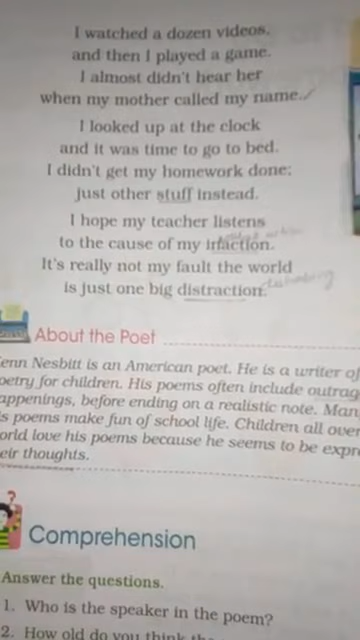 I watched a dozen videos,
and then I played a game.
I almost didn't hear her
when my mother called my name.
I looked up at the clock
and it was time to go to bed.
I didn't get my homework done;
just other stuff instead.
I hope my teacher listens
to the cause of my infaction.
It's really not my fault the world
is just one big distraction.
About the Poet
enn Nesbitt is an American poet. He is a writer of
oetry for children. His poems often include outrag
appenings, before ending on a realistic note. Man
s poems make fun of school life. Children all over
orld love his poems because he seems to be expre
eir thoughts.
Comprehension
Answer the questions.
1. Who is the speaker in the poem?
2. How old do you think